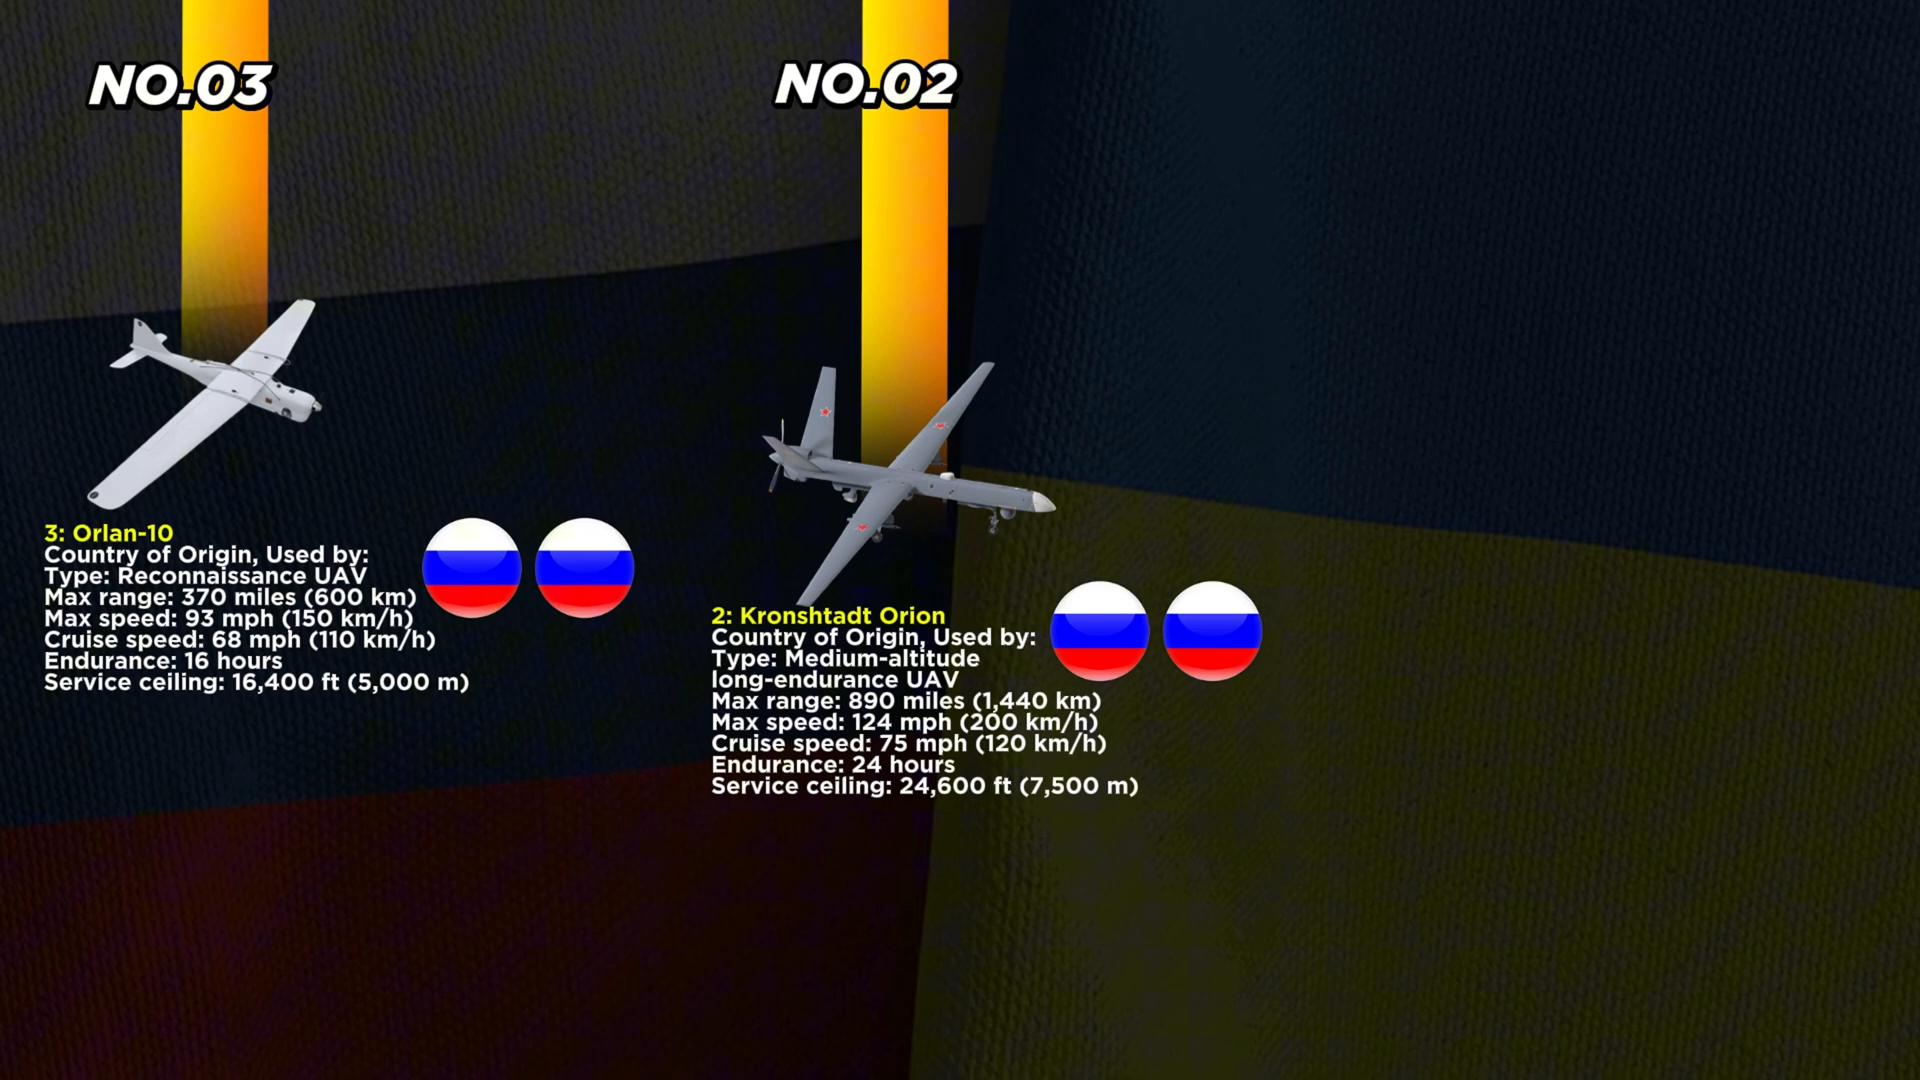 NO.03
NO.02
3: Orlan-10
Country of Origin, Used by:
Type: Reconnaissance UAV
Max range: 370 miles (600 km)
Max speed: 93 mph (150 km/h)
Cruise speed: 68 mph (110 km/h)
Endurance: 16 hours
Service ceiling: 16,400 ft (5,000 m)
2: Kronshtadt Orion
Country of Origin, Used by:
Type: Medium-altitude
long-endurance UAV
Max range: 890 miles (1,440 km)
Max speed: 124 mph (200 km/h)
Cruise speed: 75 mph (120 km/h)
Endurance: 24 hours
Service ceiling: 24,600 ft (7,500 m)